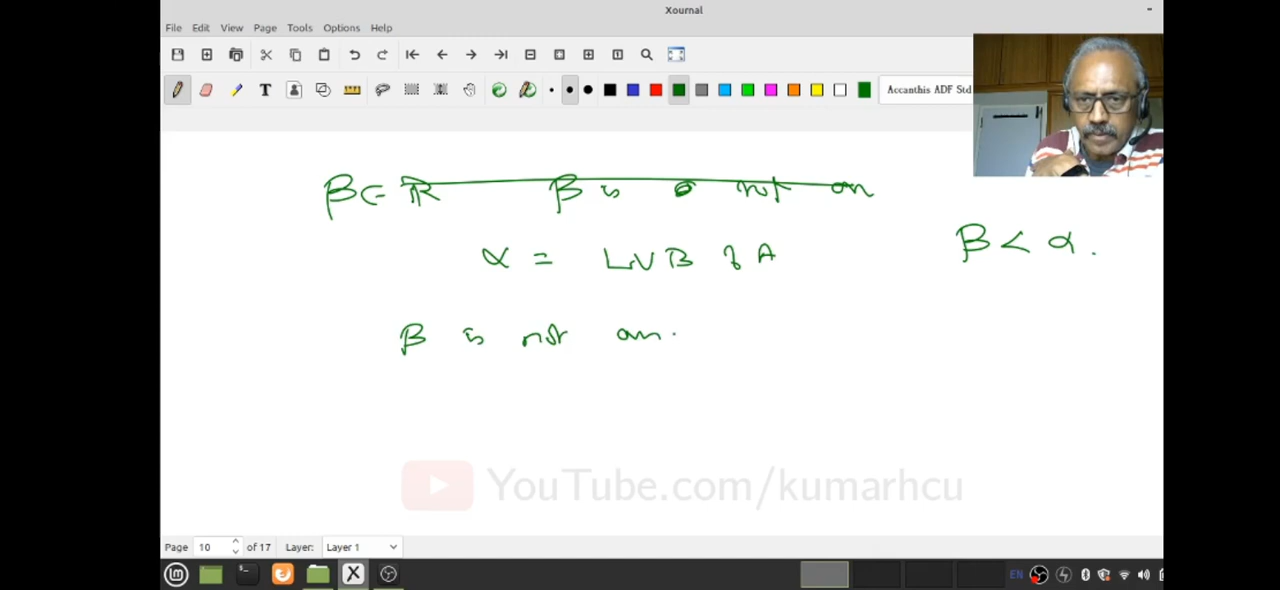 Xournal
File Edit View Page Tools Options Help
Accanthis ADF Std
β ∈ ℝ β is not an
α = LUB of A
β < α.
β is not an
YouTube.com/kumarhcu
Page 10 of 17 Layer: Layer 1
EN